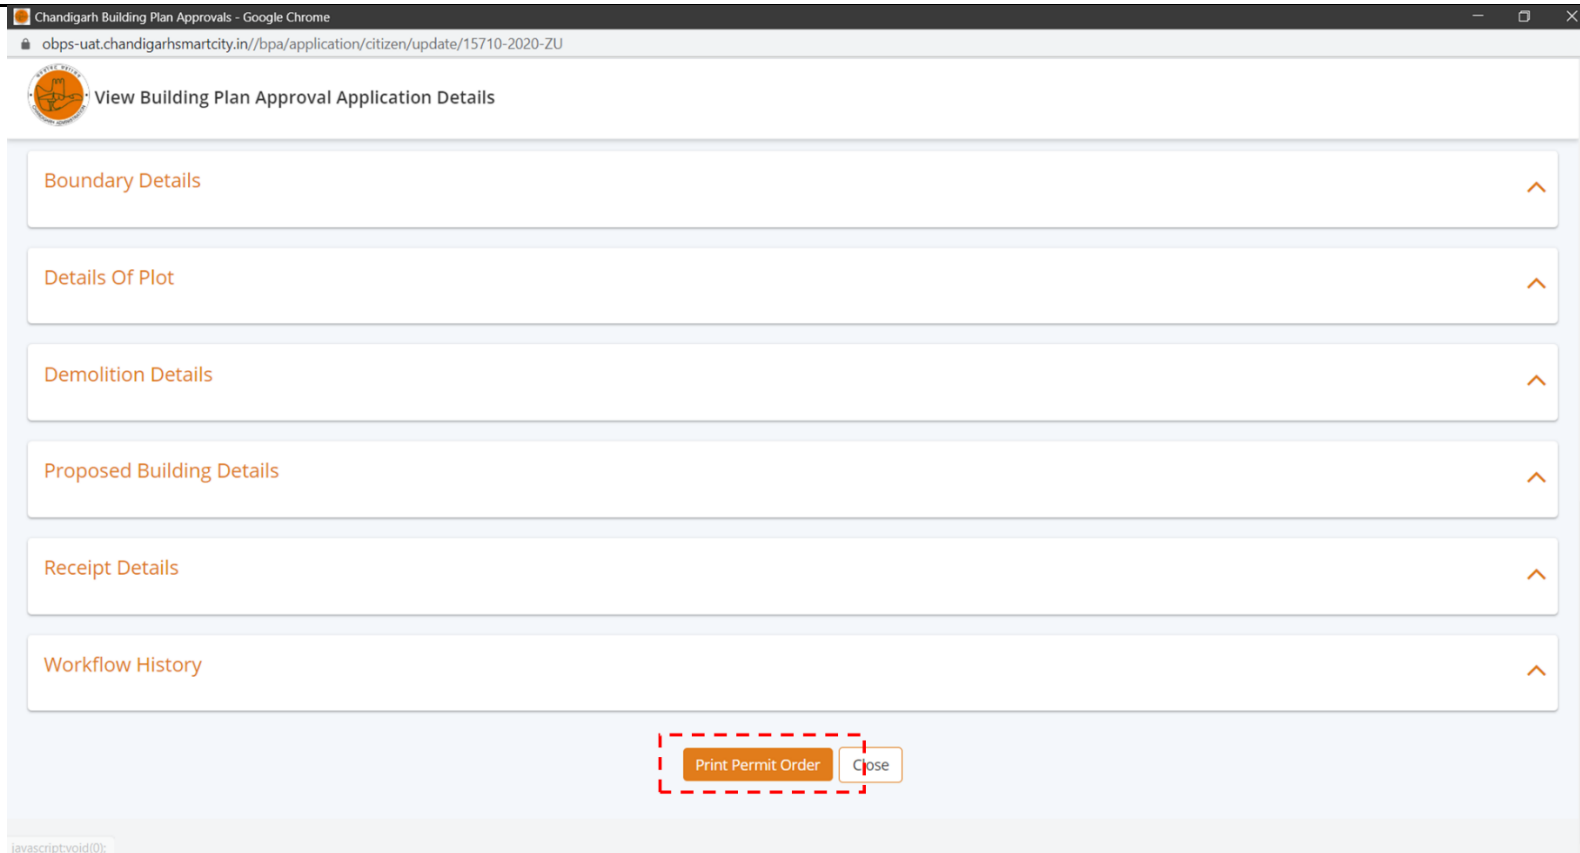 Chandigarh Building Plan Approvals - Google Chrome
obps-uat.chandigarhsmartcity.in//bpa/application/citizen/update/15710-2020-ZU
View Building Plan Approval Application Details
Boundary Details
Details Of Plot
Demolition Details
Proposed Building Details
Receipt Details
Workflow History
Print Permit Order Close
javascript:void(0);